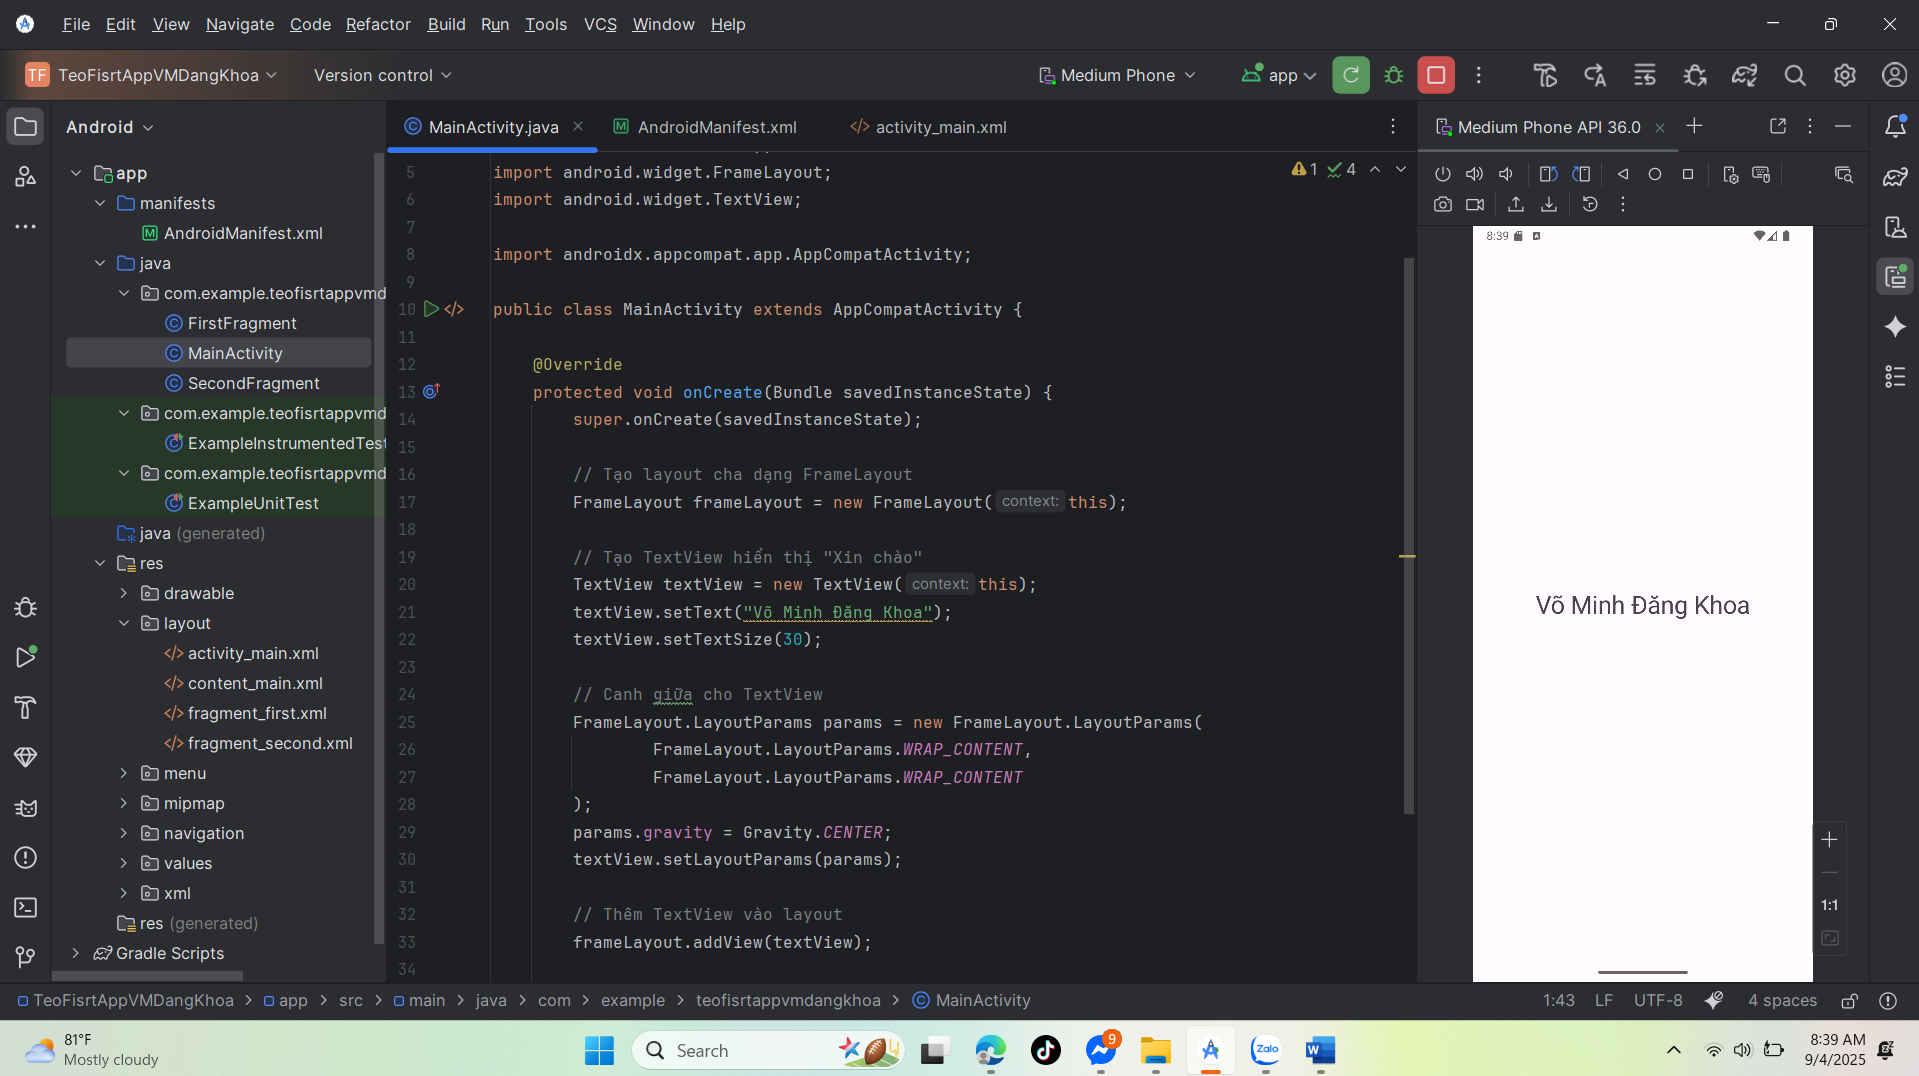 File Edit View Navigate Code Refactor Build Run Tools VCS Window Help
TF TeoFisrtAppVMDangKhoa Version control Medium Phone app
Android
app
manifests
AndroidManifest.xml
java
com.example.teofisrtappvmd
FirstFragment
MainActivity
SecondFragment
com.example.teofisrtappvmd
ExampleInstrumentedTest
com.example.teofisrtappvmd
ExampleUnitTest
java (generated)
res
drawable
layout
activity_main.xml
content_main.xml
fragment_first.xml
fragment_second.xml
menu
mipmap
navigation
values
xml
res (generated)
Gradle Scripts
MainActivity.java AndroidManifest.xml activity_main.xml
1 4
5 import android.widget.FrameLayout;
6 import android.widget.TextView;
7
8 import androidx.appcompat.app.AppCompatActivity;
9
10 public class MainActivity extends AppCompatActivity {
11
12 @Override
13 protected void onCreate(Bundle savedInstanceState) {
14 super.onCreate(savedInstanceState);
15
16 // Tạo layout cha dạng FrameLayout
17 FrameLayout frameLayout = new FrameLayout( context: this);
18
19 // Tạo TextView hiển thị "Xin chào"
20 TextView textView = new TextView( context: this);
21 textView.setText("Võ Minh Đăng Khoa");
22 textView.setTextSize(30);
23
24 // Canh giữa cho TextView
25 FrameLayout.LayoutParams params = new FrameLayout.LayoutParams(
26 FrameLayout.LayoutParams.WRAP_CONTENT,
27 FrameLayout.LayoutParams.WRAP_CONTENT
28 );
29 params.gravity = Gravity.CENTER;
30 textView.setLayoutParams(params);
31
32 // Thêm TextView vào layout
33 frameLayout.addView(textView);
34
Medium Phone API 36.0
8:39
Võ Minh Đăng Khoa
1:1
TeoFisrtAppVMDangKhoa > app > src > main > java > com > example > teofisrtappvmdangkhoa > MainActivity
1:43 LF UTF-8 4 spaces
81°F
Mostly cloudy
Search
9
Zalo
8:39 AM
9/4/2025